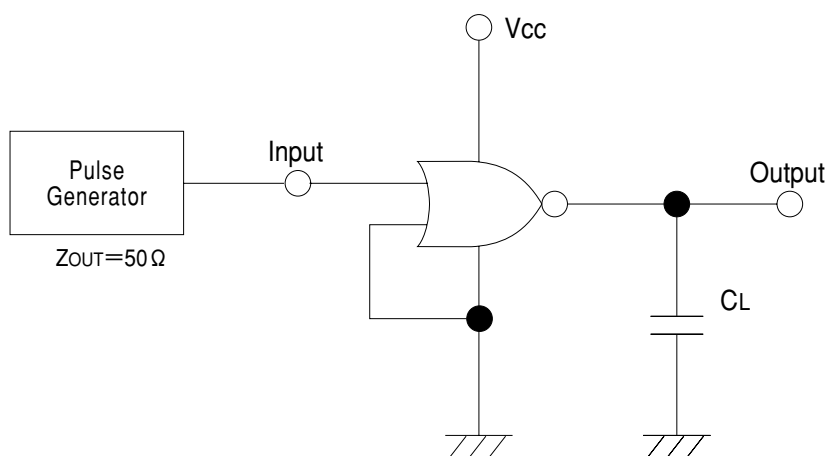 Vcc
Pulse
Generator
Input
Output
ZOUT=50Ω
CL